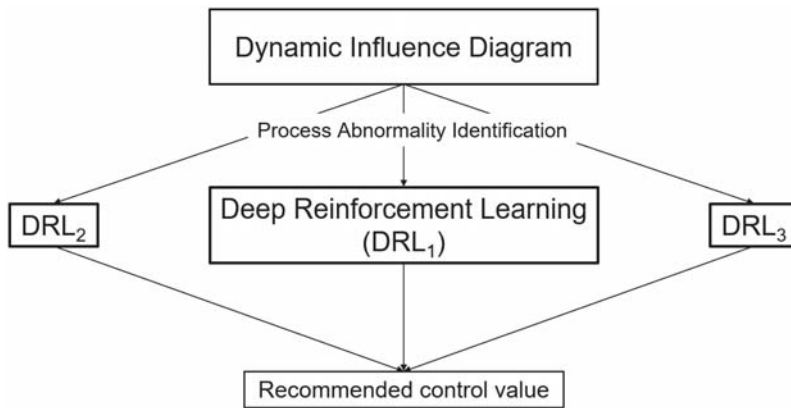 Dynamic Influence Diagram
Process Abnormality Identification
DRL₂
Deep Reinforcement Learning
(DRL₁)
DRL₃
Recommended control value